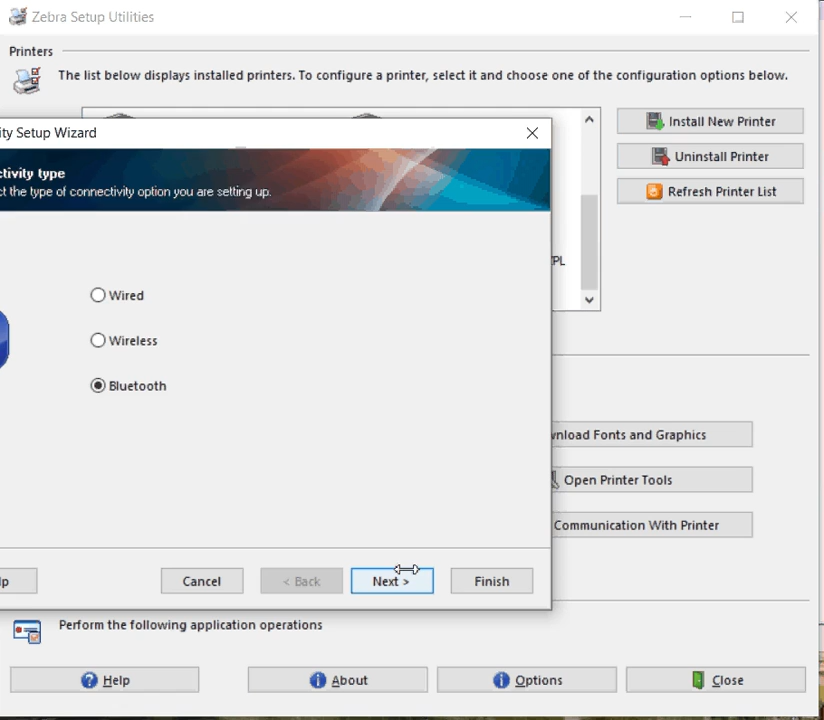 Zebra Setup Utilities
Printers
The list below displays installed printers. To configure a printer, select it and choose one of the configuration options below.
ity Setup Wizard
Install New Printer
ctivity type
Uninstall Printer
ct the type of connectivity option you are setting up.
Refresh Printer List
ZPL
Wired
Wireless
Bluetooth
wnload Fonts and Graphics
Open Printer Tools
Communication With Printer
lp
Cancel
< Back
Next >
Finish
Perform the following application operations
Help
About
Options
Close